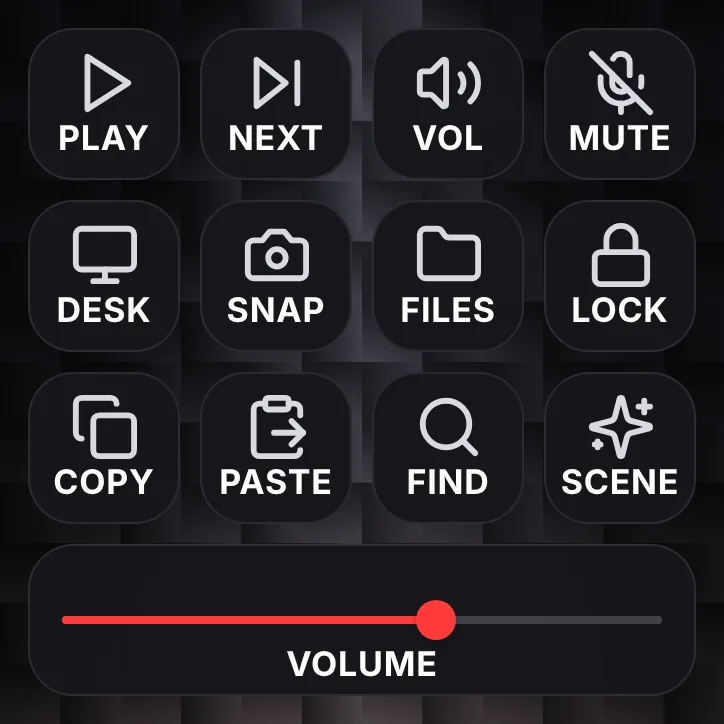 PLAY
NEXT
VOL
MUTE
DESK
SNAP
FILES
LOCK
COPY
PASTE
FIND
SCENE
VOLUME